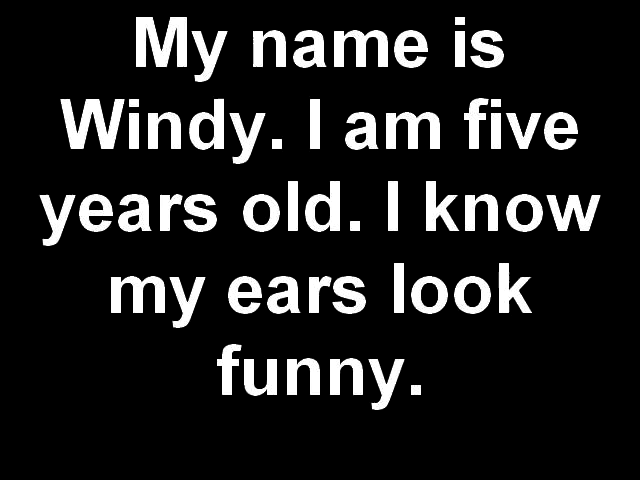 My name is
Windy. I am five
years old. I know
my ears look
funny.